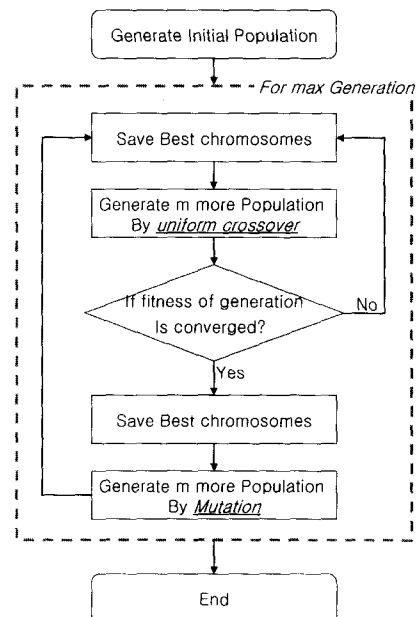 Generate Initial Population
For max Generation
Save Best chromosomes
Generate m more Population
By uniform crossover
If fitness of generation
Is converged?
No
Yes
Save Best chromosomes
Generate m more Population
By Mutation
End